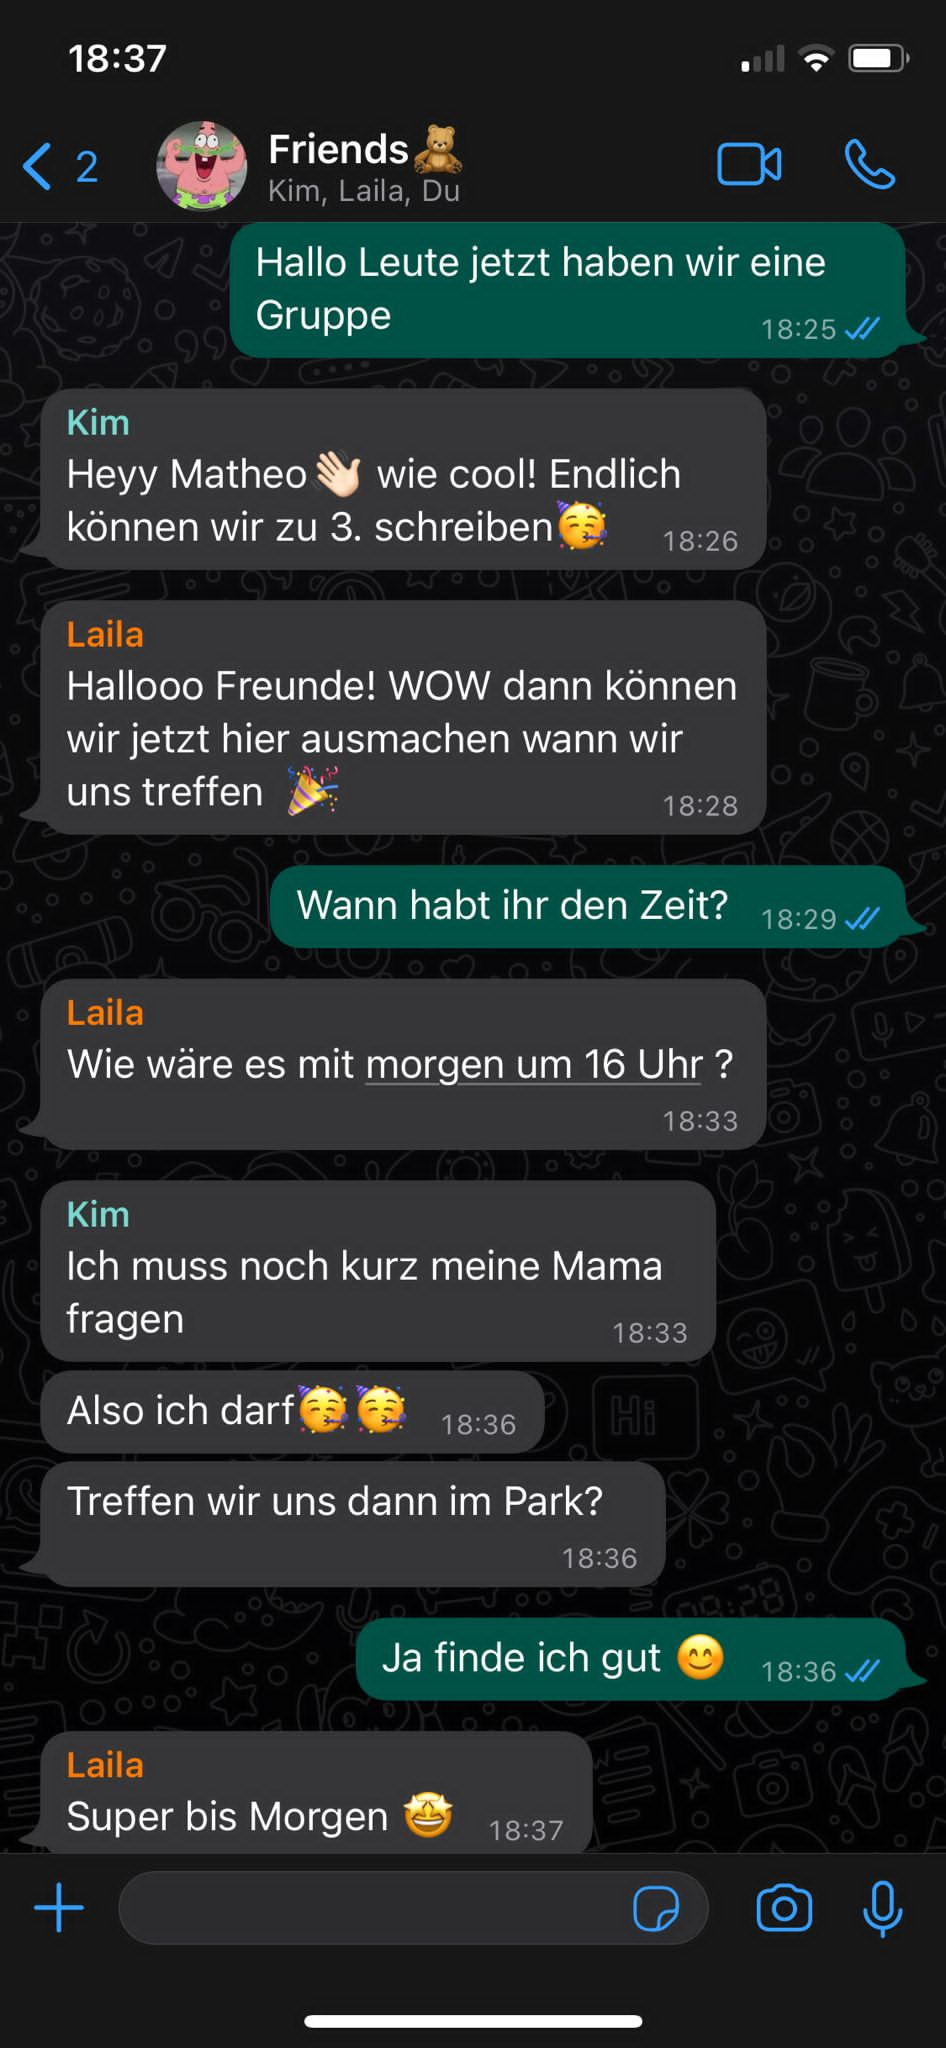 18:37
2
Friends🧸
Kim, Laila, Du
Hallo Leute jetzt haben wir eine
Gruppe
18:25
Kim
Heyy Matheo👋🏻 wie cool! Endlich
können wir zu 3. schreiben🥳
18:26
Laila
Hallooo Freunde! WOW dann können
wir jetzt hier ausmachen wann wir
uns treffen 🎉
18:28
Wann habt ihr den Zeit?
18:29
Laila
Wie wäre es mit morgen um 16 Uhr ?
18:33
Kim
Ich muss noch kurz meine Mama
fragen
18:33
Also ich darf🥳🥳
18:36
Treffen wir uns dann im Park?
18:36
Ja finde ich gut 😊
18:36
Laila
Super bis Morgen 🤩
18:37